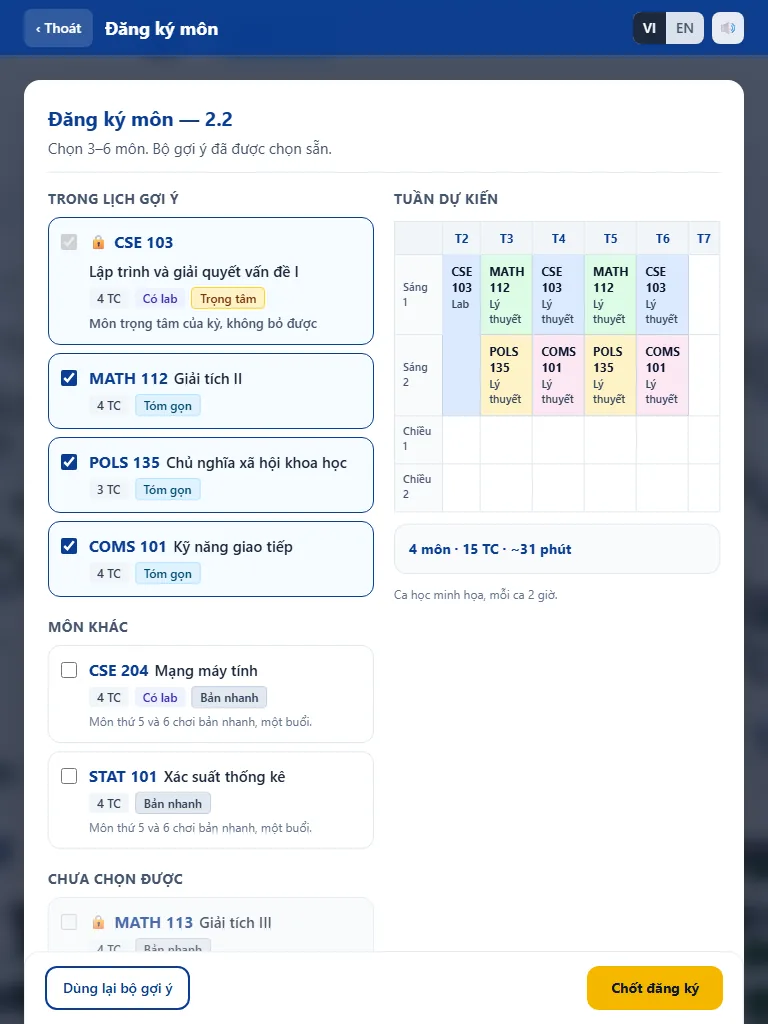 ‹ Thoát
Đăng ký môn
VI EN
Đăng ký môn — 2.2
Chọn 3–6 môn. Bộ gợi ý đã được chọn sẵn.
TRONG LỊCH GỢI Ý
CSE 103
Lập trình và giải quyết vấn đề I
4 TC Có lab Trọng tâm
Môn trọng tâm của kỳ, không bỏ được
MATH 112 Giải tích II
4 TC Tóm gọn
POLS 135 Chủ nghĩa xã hội khoa học
3 TC Tóm gọn
COMS 101 Kỹ năng giao tiếp
4 TC Tóm gọn
MÔN KHÁC
CSE 204 Mạng máy tính
4 TC Có lab Bản nhanh
Môn thứ 5 và 6 chơi bản nhanh, một buổi.
STAT 101 Xác suất thống kê
4 TC Bản nhanh
Môn thứ 5 và 6 chơi bản nhanh, một buổi.
CHƯA CHỌN ĐƯỢC
MATH 113 Giải tích III
4 TC Bản nhanh
TUẦN DỰ KIẾN
T2 T3 T4 T5 T6 T7
Sáng 1
CSE 103 Lab
MATH 112 Lý thuyết
CSE 103 Lý thuyết
MATH 112 Lý thuyết
CSE 103 Lý thuyết
Sáng 2
POLS 135 Lý thuyết
COMS 101 Lý thuyết
POLS 135 Lý thuyết
COMS 101 Lý thuyết
Chiều 1
Chiều 2
4 môn · 15 TC · ~31 phút
Ca học minh họa, mỗi ca 2 giờ.
Dùng lại bộ gợi ý
Chốt đăng ký